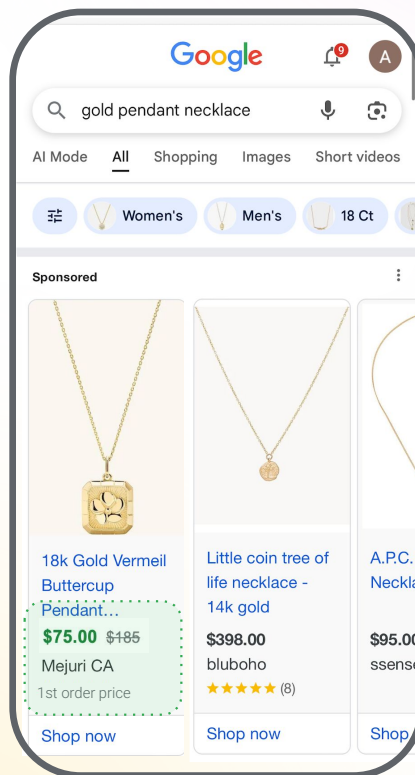 Google
9
A
gold pendant necklace
AI Mode All Shopping Images Short videos
Women's Men's 18 Ct
Sponsored
18k Gold Vermeil
Buttercup
Pendant...
$75.00 $185
Mejuri CA
1st order price
Shop now
Little coin tree of
life necklace -
14k gold
$398.00
bluboho
(8)
Shop now
A.P.C.
$95.00
Shop